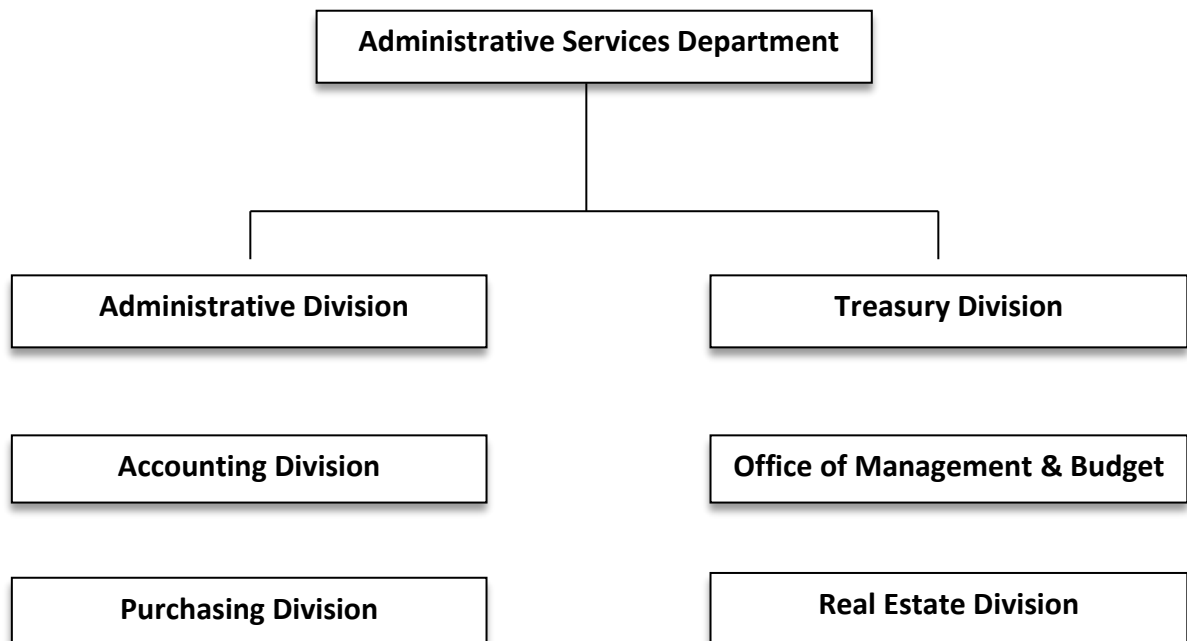 Administrative Services Department
Administrative Division
Treasury Division
Accounting Division
Office of Management & Budget
Purchasing Division
Real Estate Division